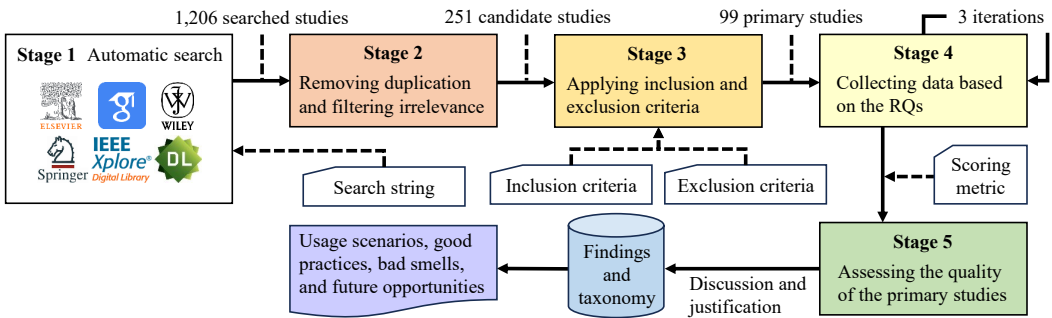 1,206 searched studies
251 candidate studies
99 primary studies
3 iterations
Stage 1 Automatic search
ELSEVIER
g
WILEY
Springer
IEEE
Xplore®
Digital Library
DL
Stage 2
Removing duplication
and filtering irrelevance
Stage 3
Applying inclusion and
exclusion criteria
Stage 4
Collecting data based
on the RQs
Search string
Inclusion criteria
Exclusion criteria
Scoring
metric
Usage scenarios, good
practices, bad smells,
and future opportunities
Findings
and
taxonomy
Discussion and
justification
Stage 5
Assessing the quality
of the primary studies